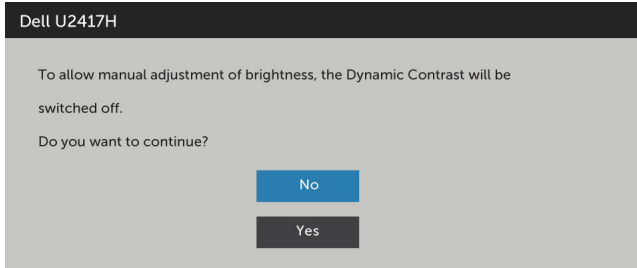 Dell U2417H
To allow manual adjustment of brightness, the Dynamic Contrast will be
switched off.
Do you want to continue?
No
Yes